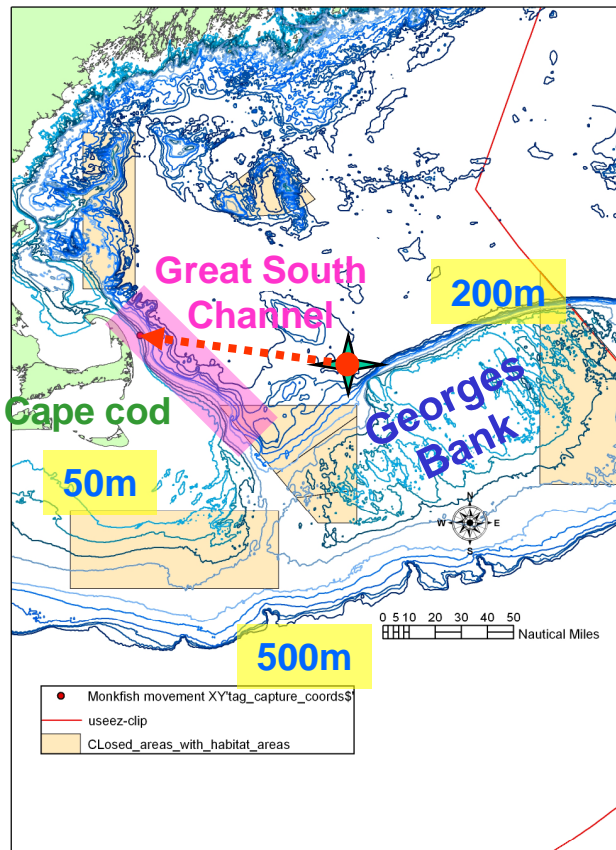 Great South
Channel
200m
Cape cod
Georges
Bank
50m
N
W
E
S
0 5 10 20 30 40 50
Nautical Miles
500m
Monkfish movement XY'tag_capture_coords$'
useez-clip
CLosed_areas_with_habitat_areas